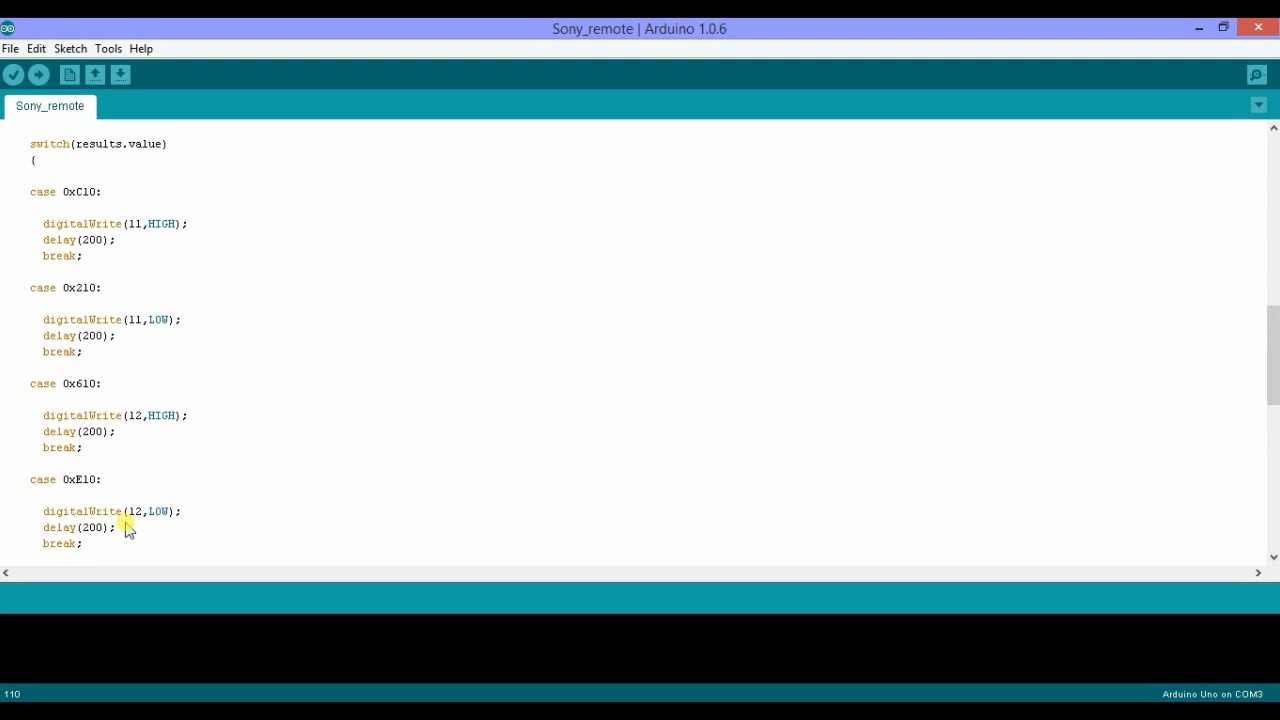 Sony_remote | Arduino 1.0.6
File Edit Sketch Tools Help
Sony_remote
switch(results.value)
{
case 0xC10:
digitalWrite(11,HIGH);
delay(200);
break;
case 0x210:
digitalWrite(11,LOW);
delay(200);
break;
case 0x610:
digitalWrite(12,HIGH);
delay(200);
break;
case 0xE10:
digitalWrite(12,LOW);
delay(200);
break;
110
Arduino Uno on COM3